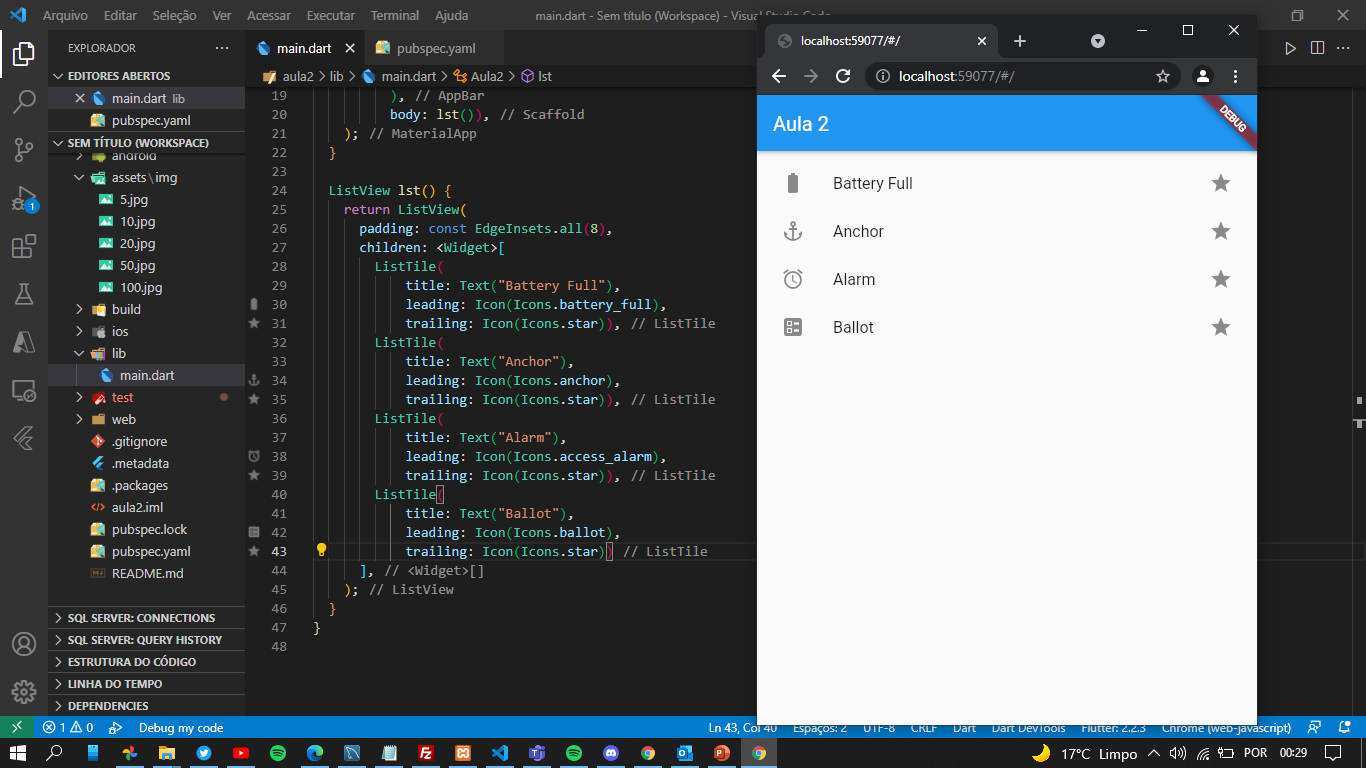 Arquivo Editar Seleção Ver Acessar Executar Terminal Ajuda main.dart - Sem título (Workspace) - Visual Studio Code
EXPLORADOR
EDITORES ABERTOS
main.dart lib
pubspec.yaml
SEM TÍTULO (WORKSPACE)
android
assets\img
5.jpg
10.jpg
20.jpg
50.jpg
100.jpg
build
ios
lib
main.dart
test
web
.gitignore
.metadata
.packages
aula2.iml
pubspec.lock
pubspec.yaml
README.md
SQL SERVER: CONNECTIONS
SQL SERVER: QUERY HISTORY
ESTRUTURA DO CÓDIGO
LINHA DO TEMPO
DEPENDENCIES
1
main.dart pubspec.yaml
aula2 > lib > main.dart > Aula2 > lst
19 ), // AppBar
20 body: lst()), // Scaffold
21 ); // MaterialApp
22 }
23
24 ListView lst() {
25 return ListView(
26 padding: const EdgeInsets.all(8),
27 children: <Widget>[
28 ListTile(
29 title: Text("Battery Full"),
30 leading: Icon(Icons.battery_full),
31 trailing: Icon(Icons.star)), // ListTile
32 ListTile(
33 title: Text("Anchor"),
34 leading: Icon(Icons.anchor),
35 trailing: Icon(Icons.star)), // ListTile
36 ListTile(
37 title: Text("Alarm"),
38 leading: Icon(Icons.access_alarm),
39 trailing: Icon(Icons.star)), // ListTile
40 ListTile(
41 title: Text("Ballot"),
42 leading: Icon(Icons.ballot),
43 trailing: Icon(Icons.star)) // ListTile
44 ], // <Widget>[]
45 ); // ListView
46 }
47 }
48
localhost:59077/#/
localhost:59077/#/
Aula 2
DEBUG
Battery Full
Anchor
Alarm
Ballot
1 0 Debug my code Ln 43, Col 40 Espaços: 2 UTF-8 CRLF Dart Dart DevTools Flutter: 2.2.3 Chrome (web-javascript)
17°C Limpo POR 00:29